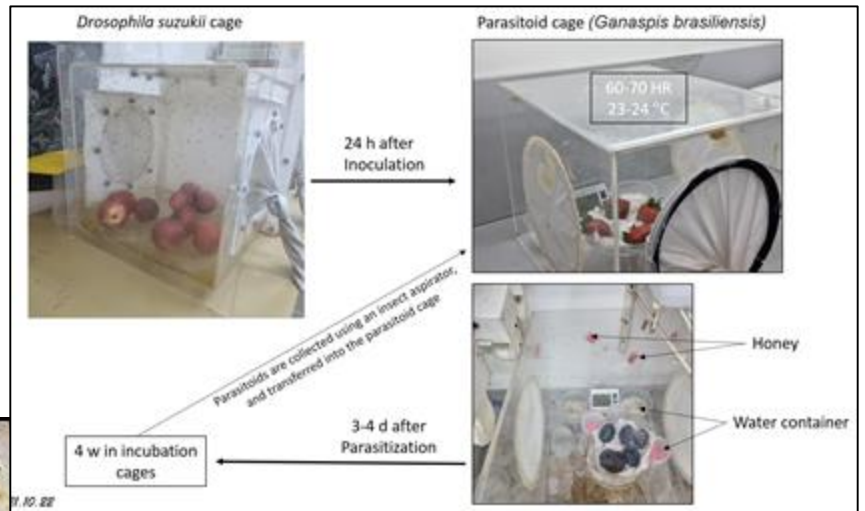 Drosophila suzukii cage
Parasitoid cage (Ganaspis brasiliensis)
60-70 HR
23-24 °C
24 h after
Inoculation
Parasitoids are collected using an insect aspirator,
and transferred into the parasitoid cage
Honey
Water container
3-4 d after
Parasitization
4 w in incubation
cages
11.10.22